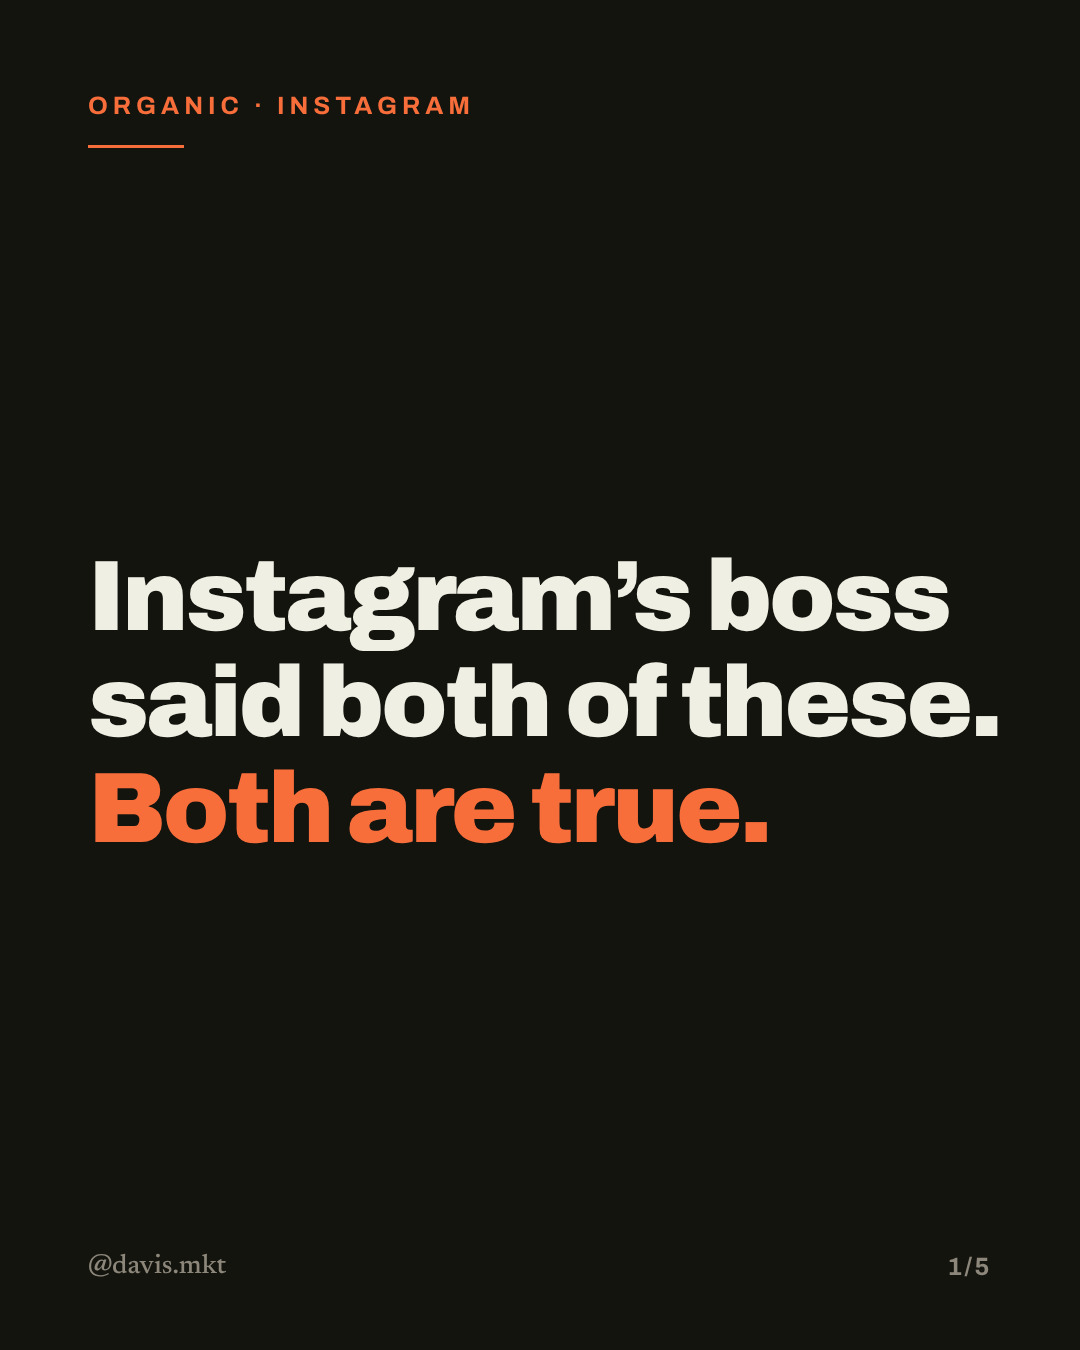 ORGANIC · INSTAGRAM
Instagram’s boss
said both of these.
Both are true.
@davis.mkt
1/5